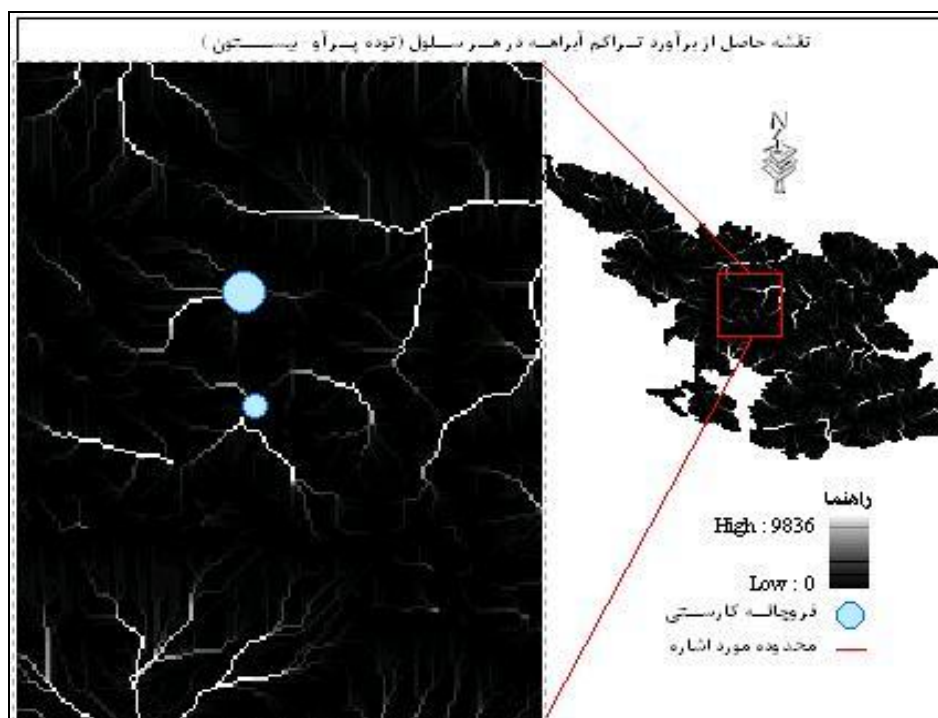 نقشه حاصل از برآورد تراکم آبراهه در هر سلول (توده پرآو بیستون)
N
راهنما
High : 9836
Low : 0
فروچاله کارستی
محدوده مورد اشاره